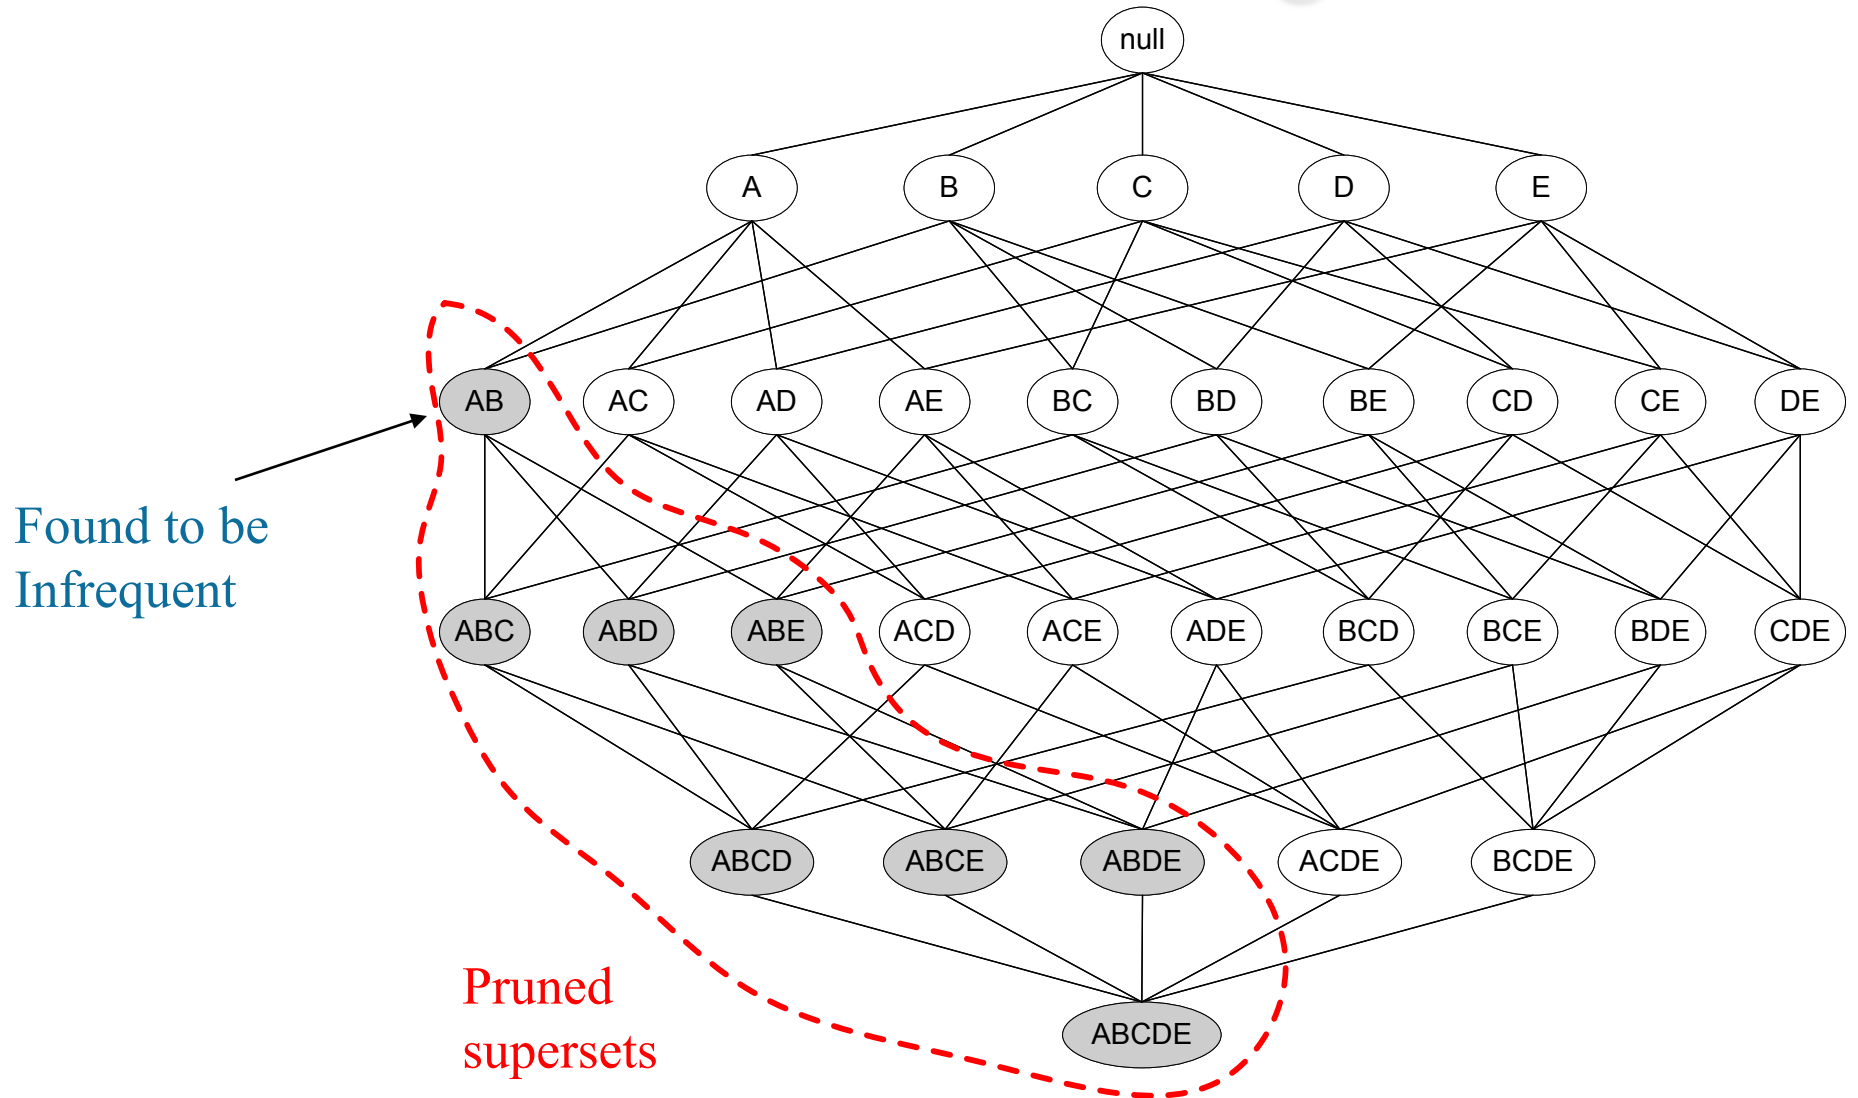 null
A B C D E
AB AC AD AE BC BD BE CD CE DE
Found to be
Infrequent
ABC ABD ABE ACD ACE ADE BCD BCE BDE CDE
ABCD ABCE ABDE ACDE BCDE
Pruned
supersets
ABCDE